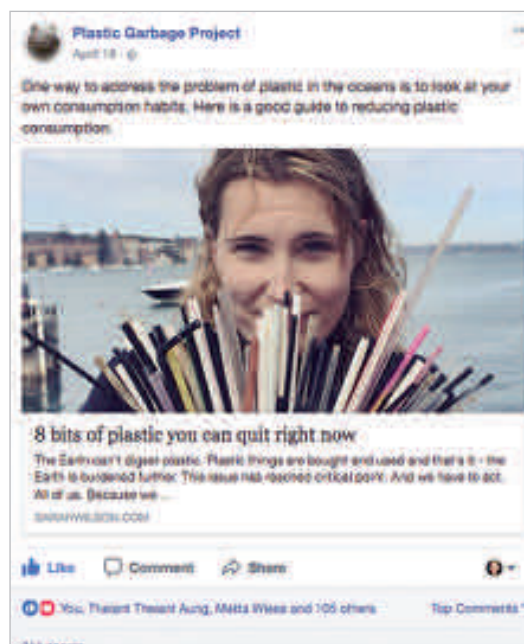 Plastic Garbage Project
April 18
One way to address the problem of plastic in the oceans is to look at your
own consumption habits. Here is a good guide to reducing plastic
consumption.
8 bits of plastic you can quit right now
The Earth can't digest plastic. Plastic things are bought and used and that's it - the
Earth is burdened further. This issue has reached critical point. And we have to act.
All of us. Because we ...
SARAHWILSON.COM
Like Comment Share
You, Thant Thant Aung, and 105 others Top Comments